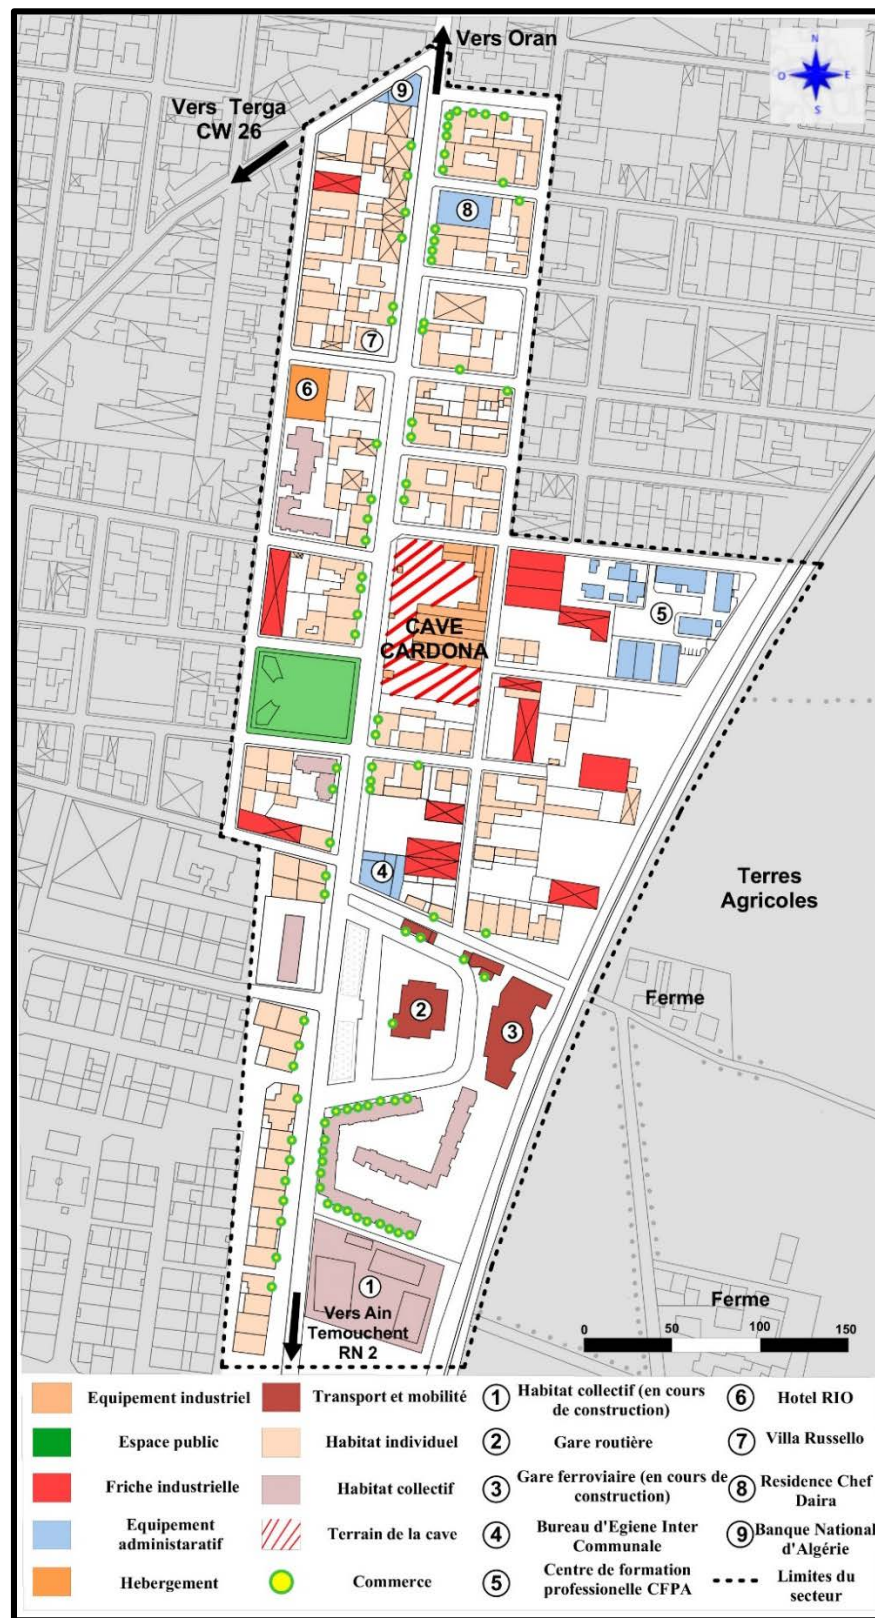 Vers Oran
Vers Terga
CW 26
N
O
E
S
9
8
7
6
5
CAVE
CARDONA
4
Terres
Agricoles
Ferme
2
3
1
Vers Ain
Temouchent
RN 2
Ferme
0 50 100 150
Equipement industriel
Transport et mobilité
1 Habitat collectif (en cours
de construction)
6 Hotel RIO
Espace public
Habitat individuel
2 Gare routière
7 Villa Russello
Friche industrielle
Habitat collectif
3 Gare ferroviaire (en cours de
construction)
8 Residence Chef
Daira
Equipement
administaratif
Terrain de la cave
4 Bureau d'Egiene Inter
Communale
9 Banque National
d'Algérie
Hebergement
Commerce
5 Centre de formation
professionelle CFPA
Limites du
secteur